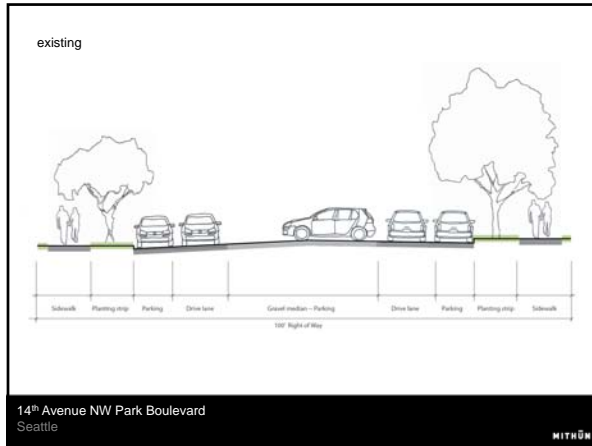 existing
Sidewalk Planting strip Parking Drive lane Gravel median – Parking Drive lane Parking Planting strip Sidewalk
100' Right of Way
14th Avenue NW Park Boulevard
Seattle
MITHŪN